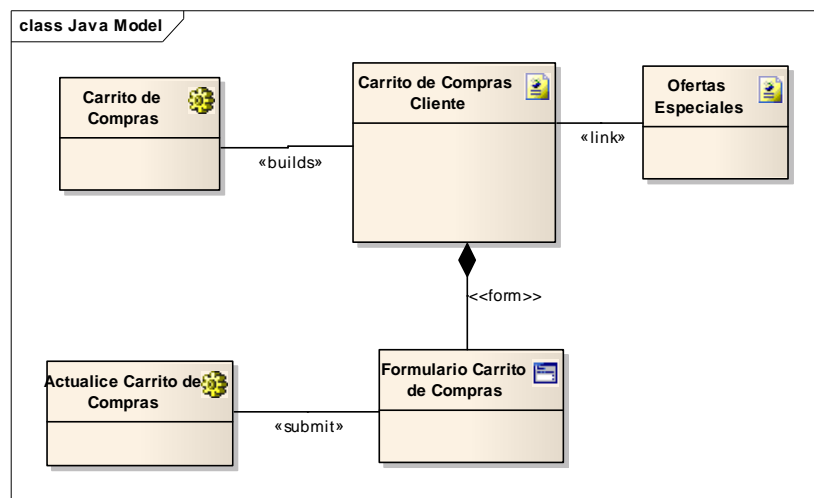 class Java Model
Carrito de
Compras
«builds»
Carrito de Compras
Cliente
«link»
Ofertas
Especiales
<<form>>
Actualice Carrito de
Compras
«submit»
Formulario Carrito
de Compras